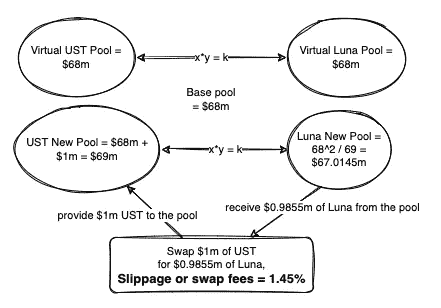 Virtual UST Pool =
$68m
x*y = k
Virtual Luna Pool =
$68m
Base pool
= $68m
UST New Pool = $68m +
$1m = $69m
x*y = k
Luna New Pool =
68^2 / 69 =
$67.0145m
provide $1m UST to the pool
receive $0.9855m of Luna from the pool
Swap $1m of UST
for $0.9855m of Luna,
Slippage or swap fees = 1.45%